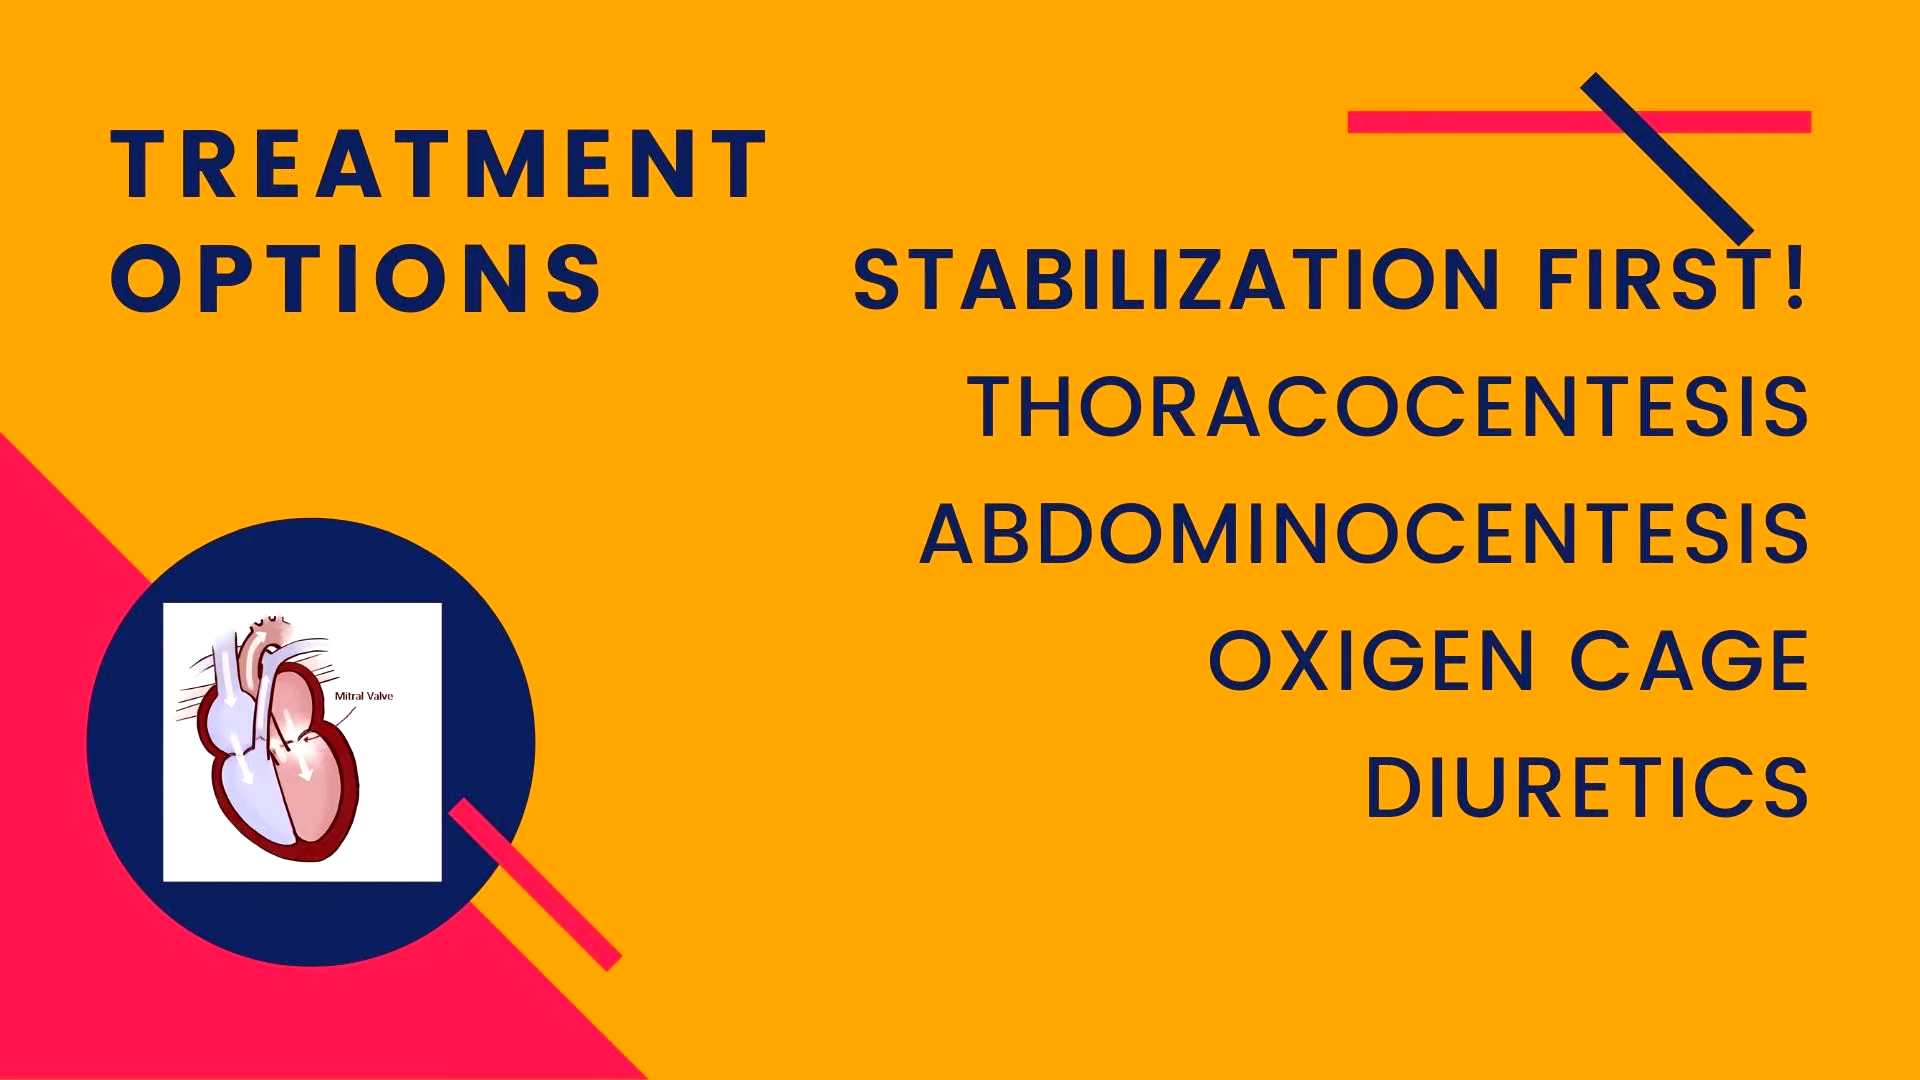 TREATMENT
OPTIONS
STABILIZATION FIRST!
THORACOCENTESIS
ABDOMINOCENTESIS
OXIGEN CAGE
DIURETICS
Mitral Valve